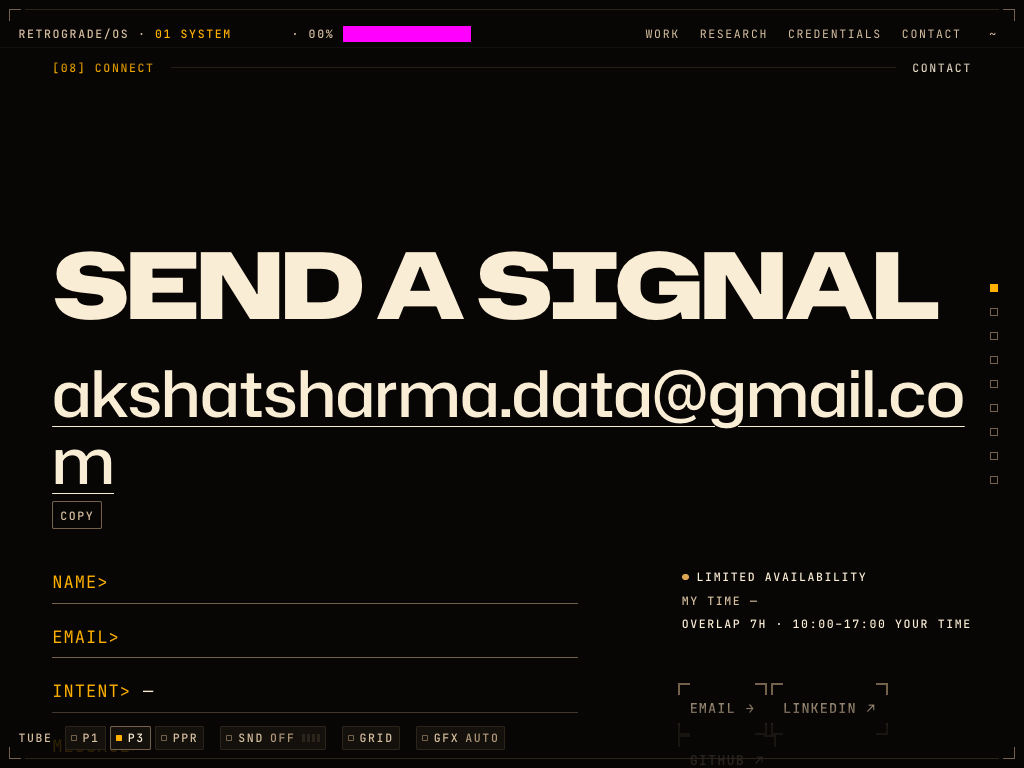 RETROGRADE/OS · 01 SYSTEM · 00% WORK RESEARCH CREDENTIALS CONTACT ~
[08] CONNECT CONTACT
SEND A SIGNAL
akshatsharma.data@gmail.co
m
COPY
NAME>
EMAIL>
INTENT> —
MESSAGE>
LIMITED AVAILABILITY
MY TIME —
OVERLAP 7H · 10:00–17:00 YOUR TIME
EMAIL → LINKEDIN ↗
GITHUB ↗
TUBE P1 P3 PPR SND OFF GRID GFX AUTO